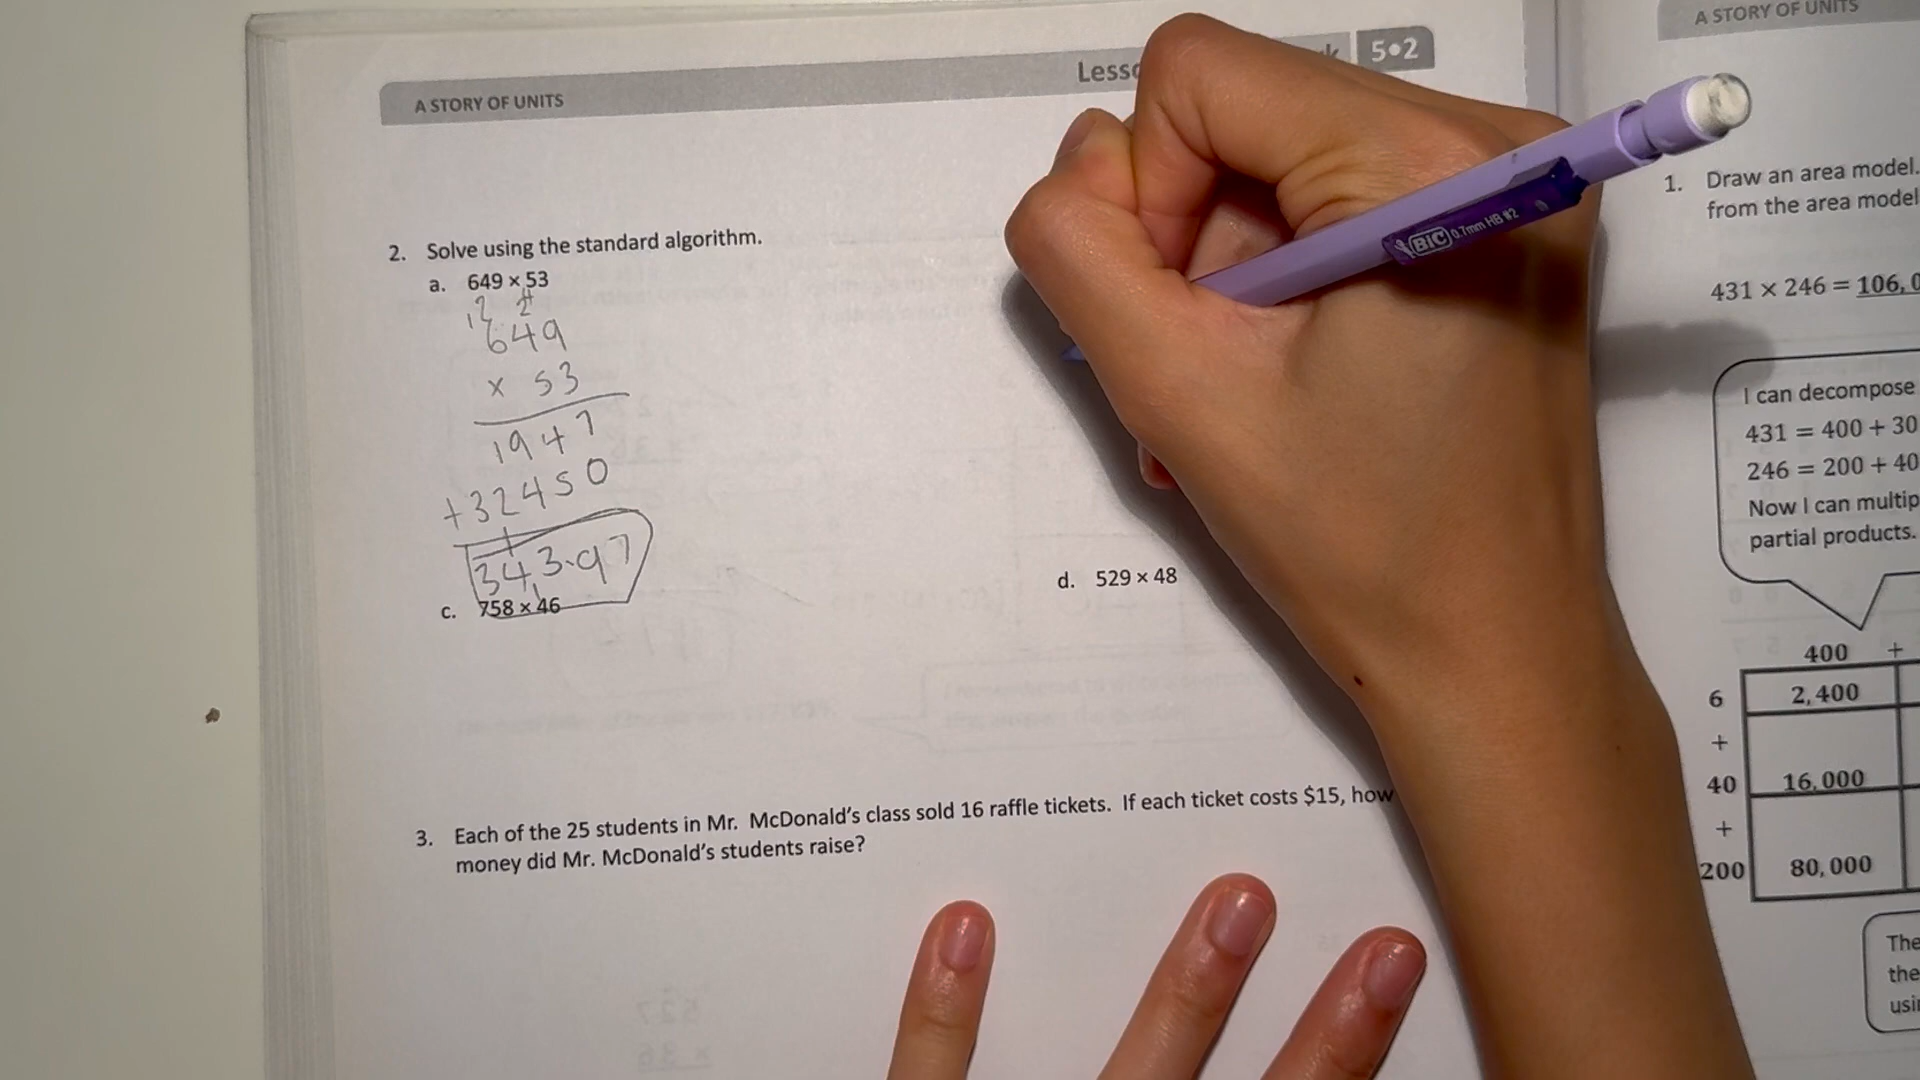 A STORY OF UNITS
Less
5•2
2. Solve using the standard algorithm.
a. 649 × 53
12 4
2
649
× 53
1947
+32450
34,397
c. 758 × 46
d. 529 × 48
3. Each of the 25 students in Mr. McDonald's class sold 16 raffle tickets. If each ticket costs $15, how
money did Mr. McDonald's students raise?
BIC 0.7mm HB #2
A STORY OF UNITS
1. Draw an area model.
from the area model
431 × 246 = 106, 0
I can decompose
431 = 400 + 30
246 = 200 + 40
Now I can multip
partial products.
400 +
6 2,400
+
40 16,000
+
200 80,000
The
the
usi